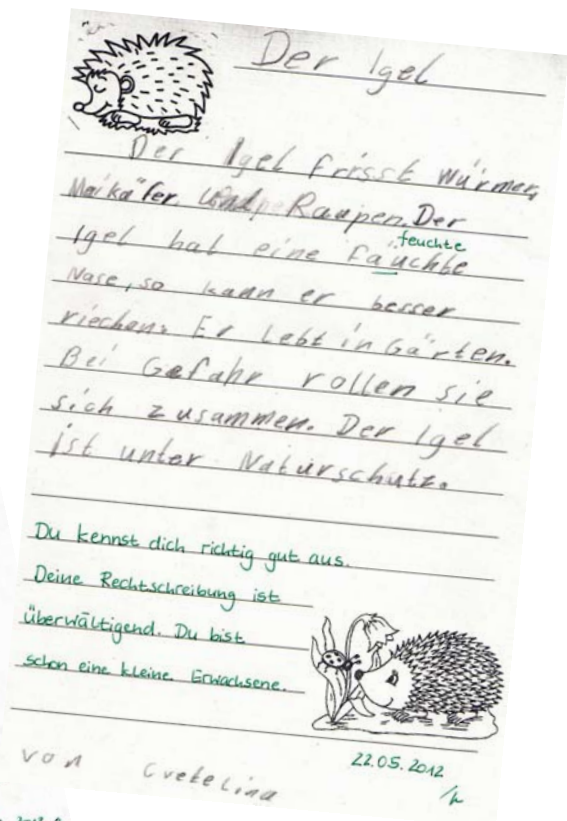 Der Igel
Der Igel frisst Würmer,
Maikäfer und Raupen. Der
feuchte
Igel hat eine fäuchte
Nase, so kann er besser
riechen. Er lebt in Gärten.
Bei Gefahr rollen sie
sich zusammen. Der Igel
ist unter Naturschutz.
Du kennst dich richtig gut aus.
Deine Rechtschreibung ist
überwältigend. Du bist
schon eine kleine Erwachsene.
22.05.2012
von Cvetelina